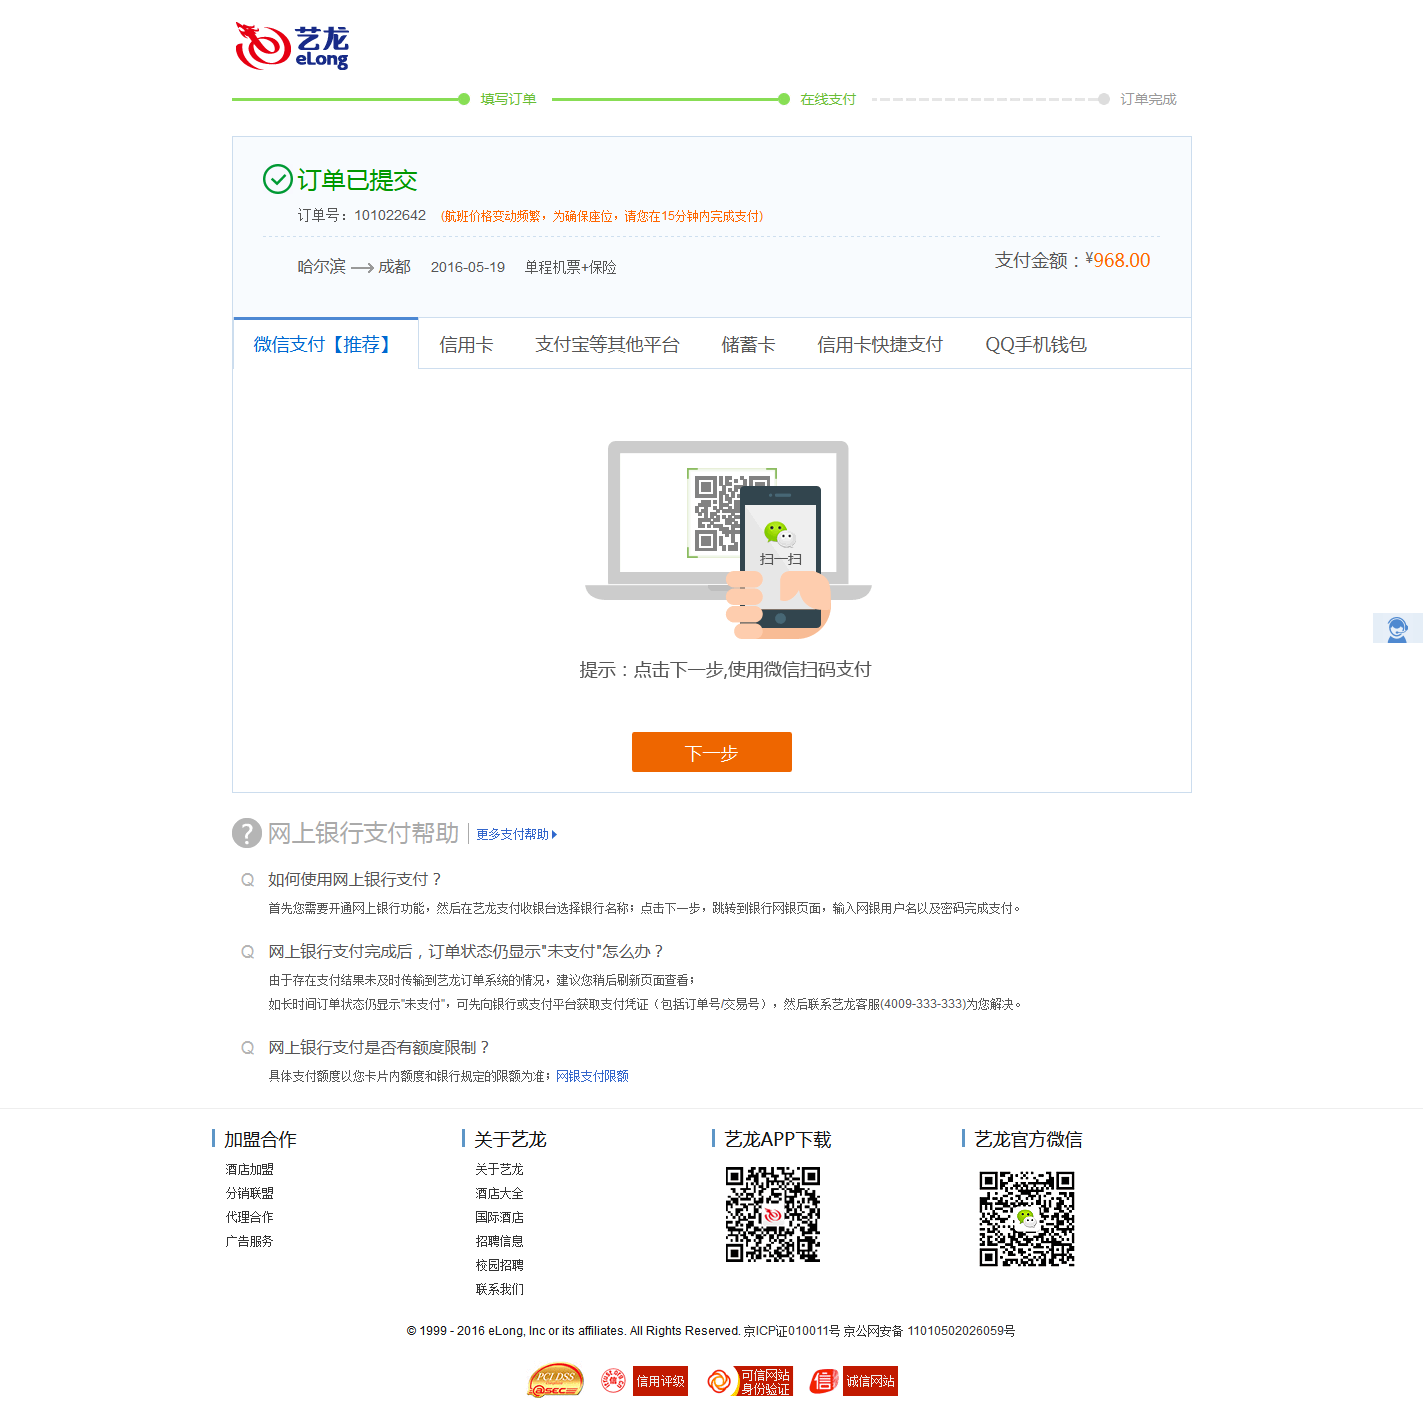 艺龙
eLong
填写订单 在线支付 订单完成
订单已提交
订单号：101022642 (航班价格变动频繁，为确保座位，请您在15分钟内完成支付)
哈尔滨 成都 2016-05-19 单程机票+保险 支付金额：¥968.00
微信支付【推荐】 信用卡 支付宝等其他平台 储蓄卡 信用卡快捷支付 QQ手机钱包
扫一扫
提示：点击下一步,使用微信扫码支付
下一步
网上银行支付帮助 更多支付帮助
Q 如何使用网上银行支付？
首先您需要开通网上银行功能，然后在艺龙支付收银台选择银行名称；点击下一步，跳转到银行网银页面，输入网银用户名以及密码完成支付。
Q 网上银行支付完成后，订单状态仍显示"未支付"怎么办？
由于存在支付结果未及时传输到艺龙订单系统的情况，建议您稍后刷新页面查看；
如长时间订单状态仍显示"未支付"，可先向银行或支付平台获取支付凭证（包括订单号/交易号），然后联系艺龙客服(4009-333-333)为您解决。
Q 网上银行支付是否有额度限制？
具体支付额度以您卡片内额度和银行规定的限额为准；网银支付限额
加盟合作 关于艺龙 艺龙APP下载 艺龙官方微信
酒店加盟 关于艺龙
分销联盟 酒店大全
代理合作 国际酒店
广告服务 招聘信息
校园招聘
联系我们
© 1999 - 2016 eLong, Inc or its affiliates. All Rights Reserved. 京ICP证010011号 京公网安备 11010502026059号
PCI DSS
@SEC
信 信用评级
可信网站
身份验证
信 诚信网站